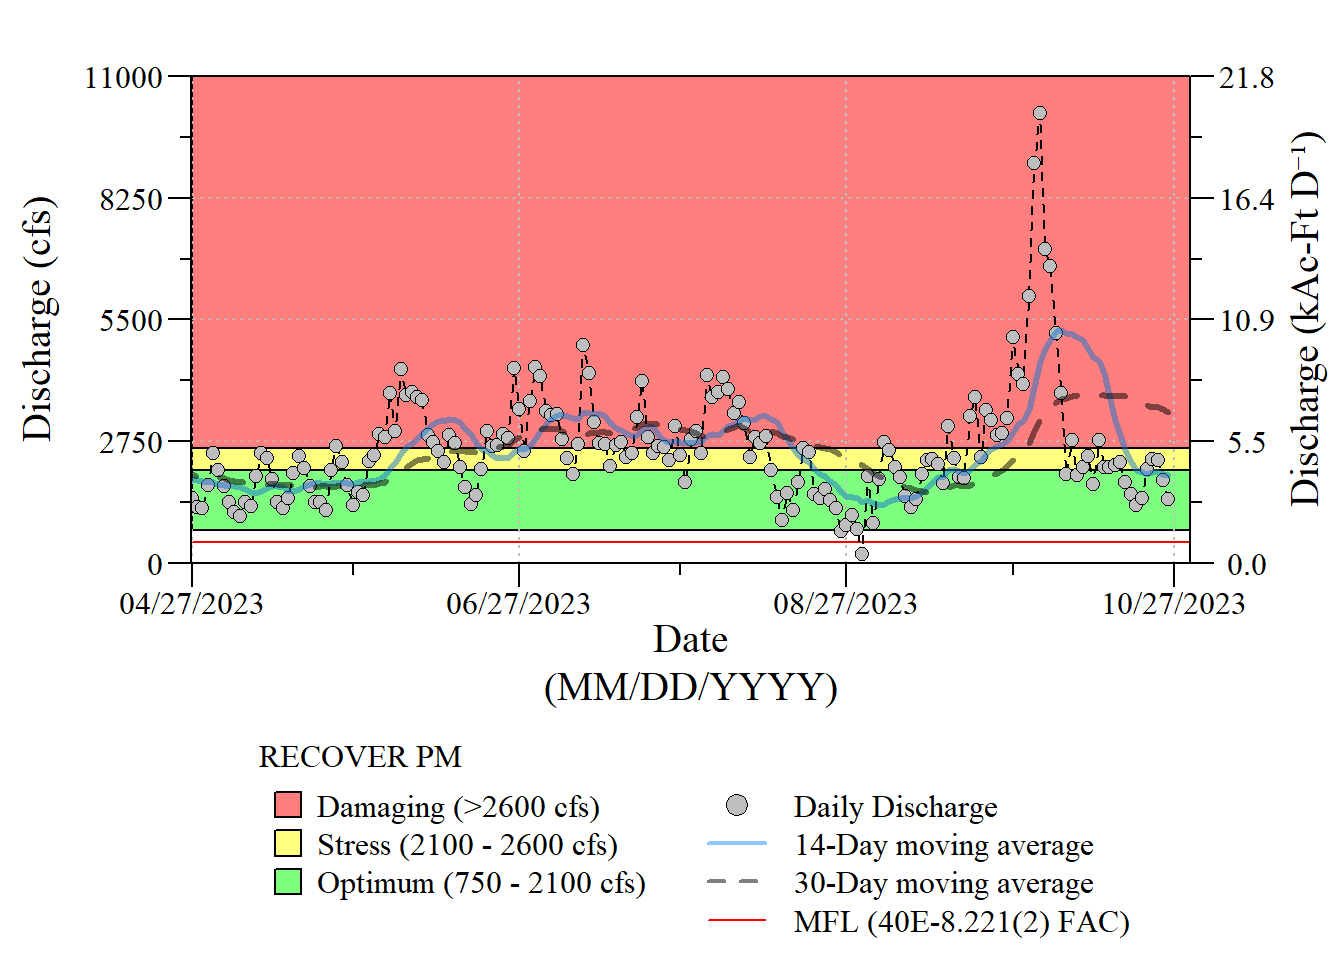 Discharge (cfs)
11000
8250
5500
2750
0
21.8
16.4
10.9
5.5
0.0
Discharge (kAc-Ft D⁻¹)
04/27/2023
06/27/2023
08/27/2023
10/27/2023
Date
(MM/DD/YYYY)
RECOVER PM
Damaging (>2600 cfs)
Stress (2100 - 2600 cfs)
Optimum (750 - 2100 cfs)
Daily Discharge
14-Day moving average
30-Day moving average
MFL (40E-8.221(2) FAC)